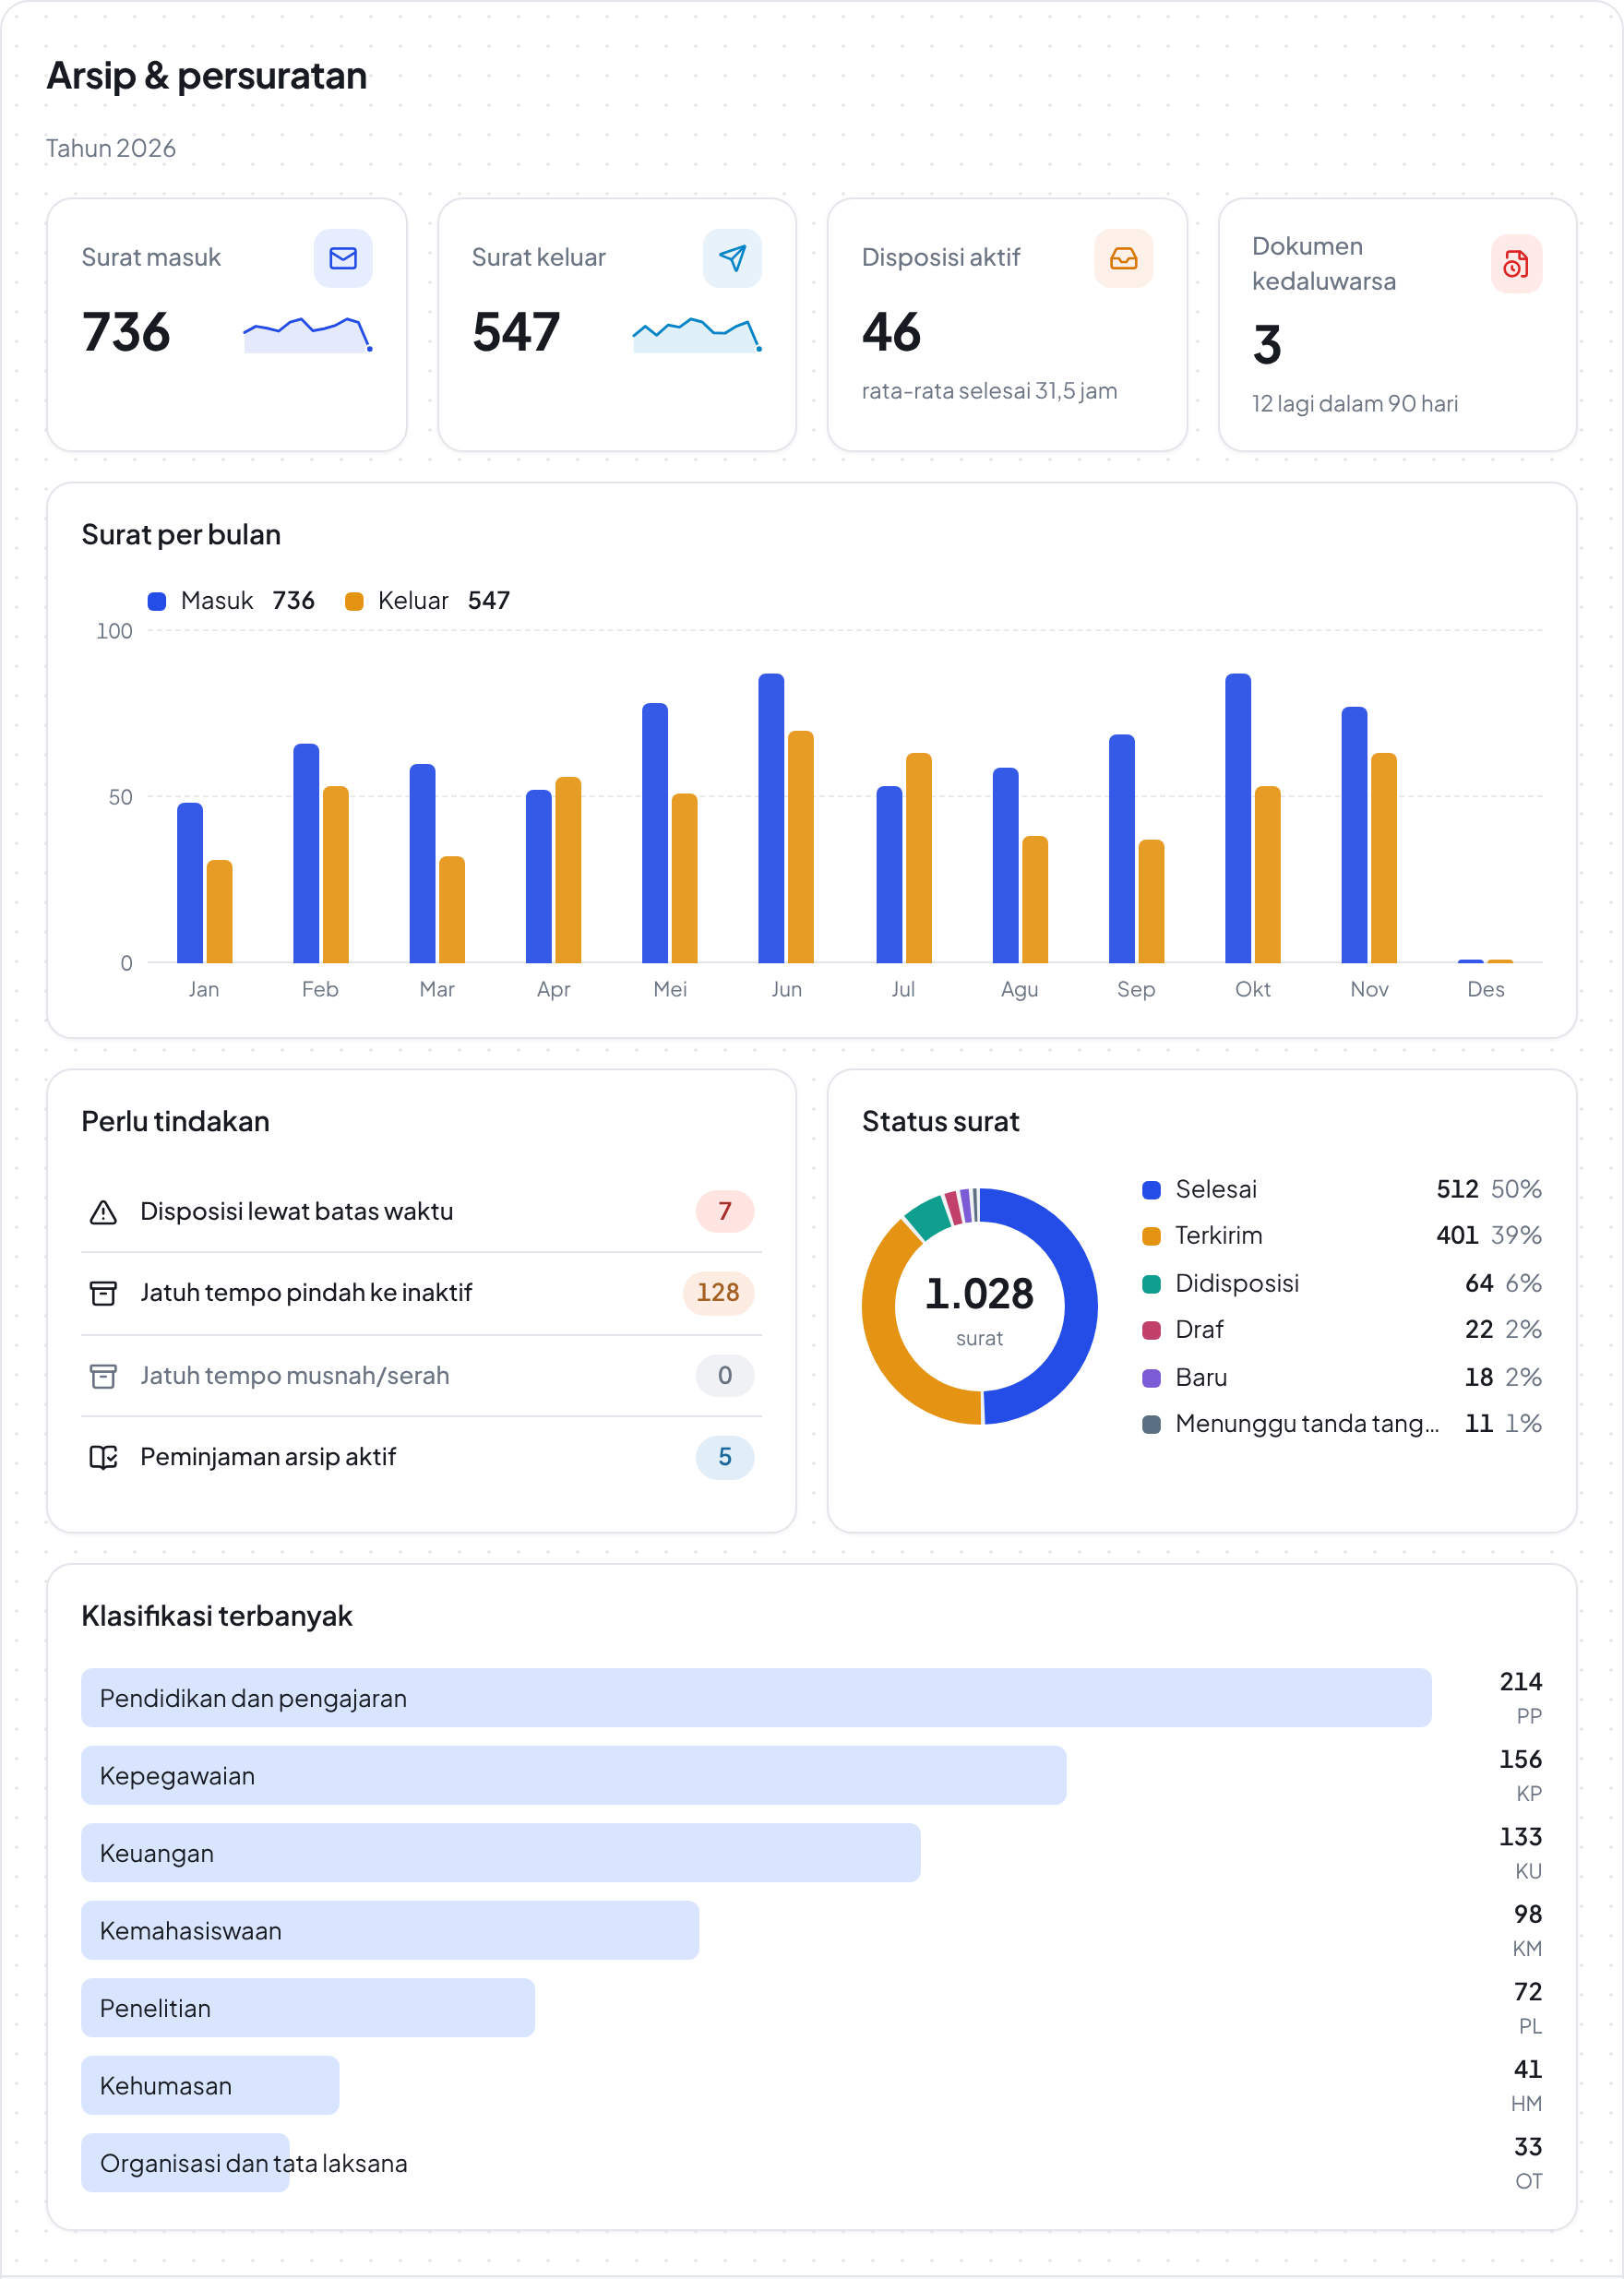 Arsip & persuratan
Tahun 2026
Surat masuk
736
Surat keluar
547
Disposisi aktif
46
rata-rata selesai 31,5 jam
Dokumen
kedaluwarsa
3
12 lagi dalam 90 hari
Surat per bulan
Masuk 736 Keluar 547
100
50
0
Jan Feb Mar Apr Mei Jun Jul Agu Sep Okt Nov Des
Perlu tindakan
Disposisi lewat batas waktu 7
Jatuh tempo pindah ke inaktif 128
Jatuh tempo musnah/serah 0
Peminjaman arsip aktif 5
Status surat
1.028
surat
Selesai 512 50%
Terkirim 401 39%
Didisposisi 64 6%
Draf 22 2%
Baru 18 2%
Menunggu tanda tang... 11 1%
Klasifikasi terbanyak
Pendidikan dan pengajaran 214
PP
Kepegawaian 156
KP
Keuangan 133
KU
Kemahasiswaan 98
KM
Penelitian 72
PL
Kehumasan 41
HM
Organisasi dan tata laksana 33
OT